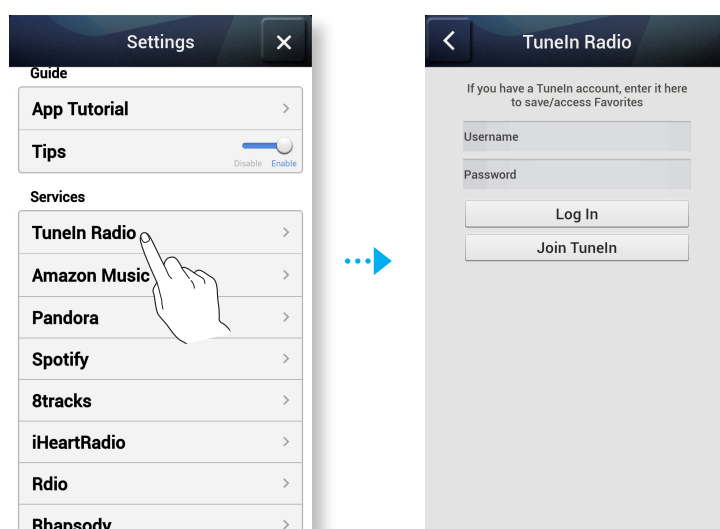 Settings
Guide
App Tutorial
Tips
Disable Enable
Services
TuneIn Radio
Amazon Music
Pandora
Spotify
8tracks
iHeartRadio
Rdio
Rhapsody
TuneIn Radio
If you have a TuneIn account, enter it here
to save/access Favorites
Username
Password
Log In
Join TuneIn